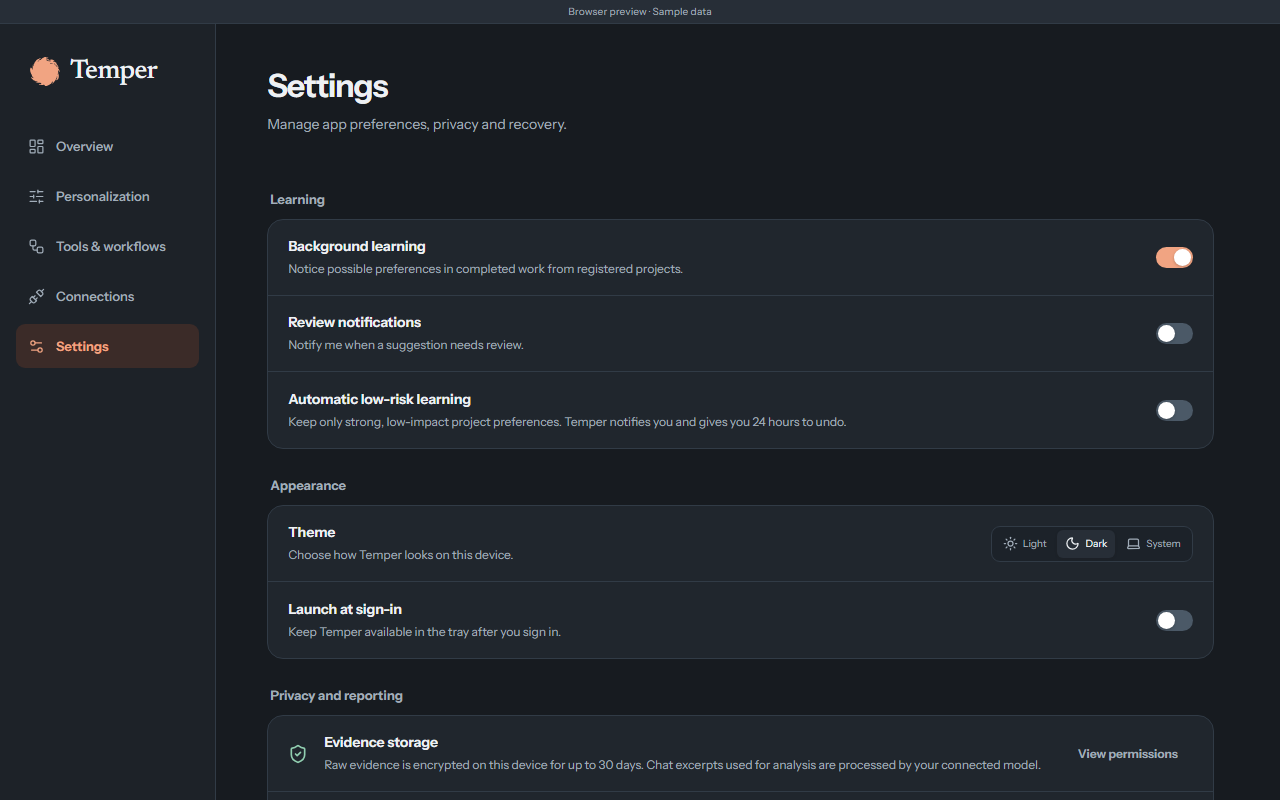 Browser preview · Sample data
Temper
Overview
Personalization
Tools & workflows
Connections
Settings
Settings
Manage app preferences, privacy and recovery.
Learning
Background learning
Notice possible preferences in completed work from registered projects.
Review notifications
Notify me when a suggestion needs review.
Automatic low-risk learning
Keep only strong, low-impact project preferences. Temper notifies you and gives you 24 hours to undo.
Appearance
Theme
Choose how Temper looks on this device.
Light Dark System
Launch at sign-in
Keep Temper available in the tray after you sign in.
Privacy and reporting
Evidence storage
Raw evidence is encrypted on this device for up to 30 days. Chat excerpts used for analysis are processed by your connected model.
View permissions